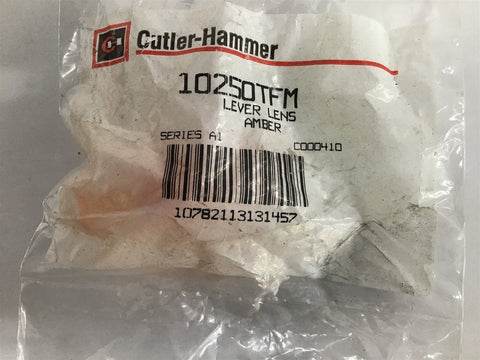 Cutler-Hammer
10250TFM
LEVER LENS
AMBER
SERIES A1 C000410
10782113131457